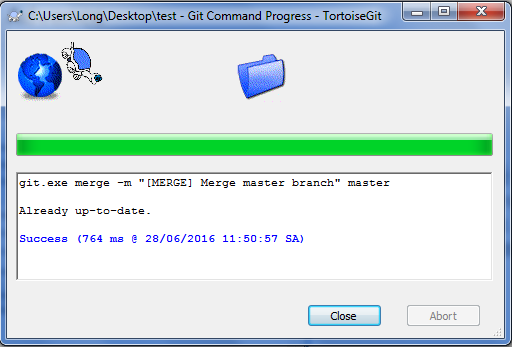 C:\Users\Long\Desktop\test - Git Command Progress - TortoiseGit
git.exe merge -m "[MERGE] Merge master branch" master
Already up-to-date.
Success (764 ms @ 28/06/2016 11:50:57 SA)
Close
Abort